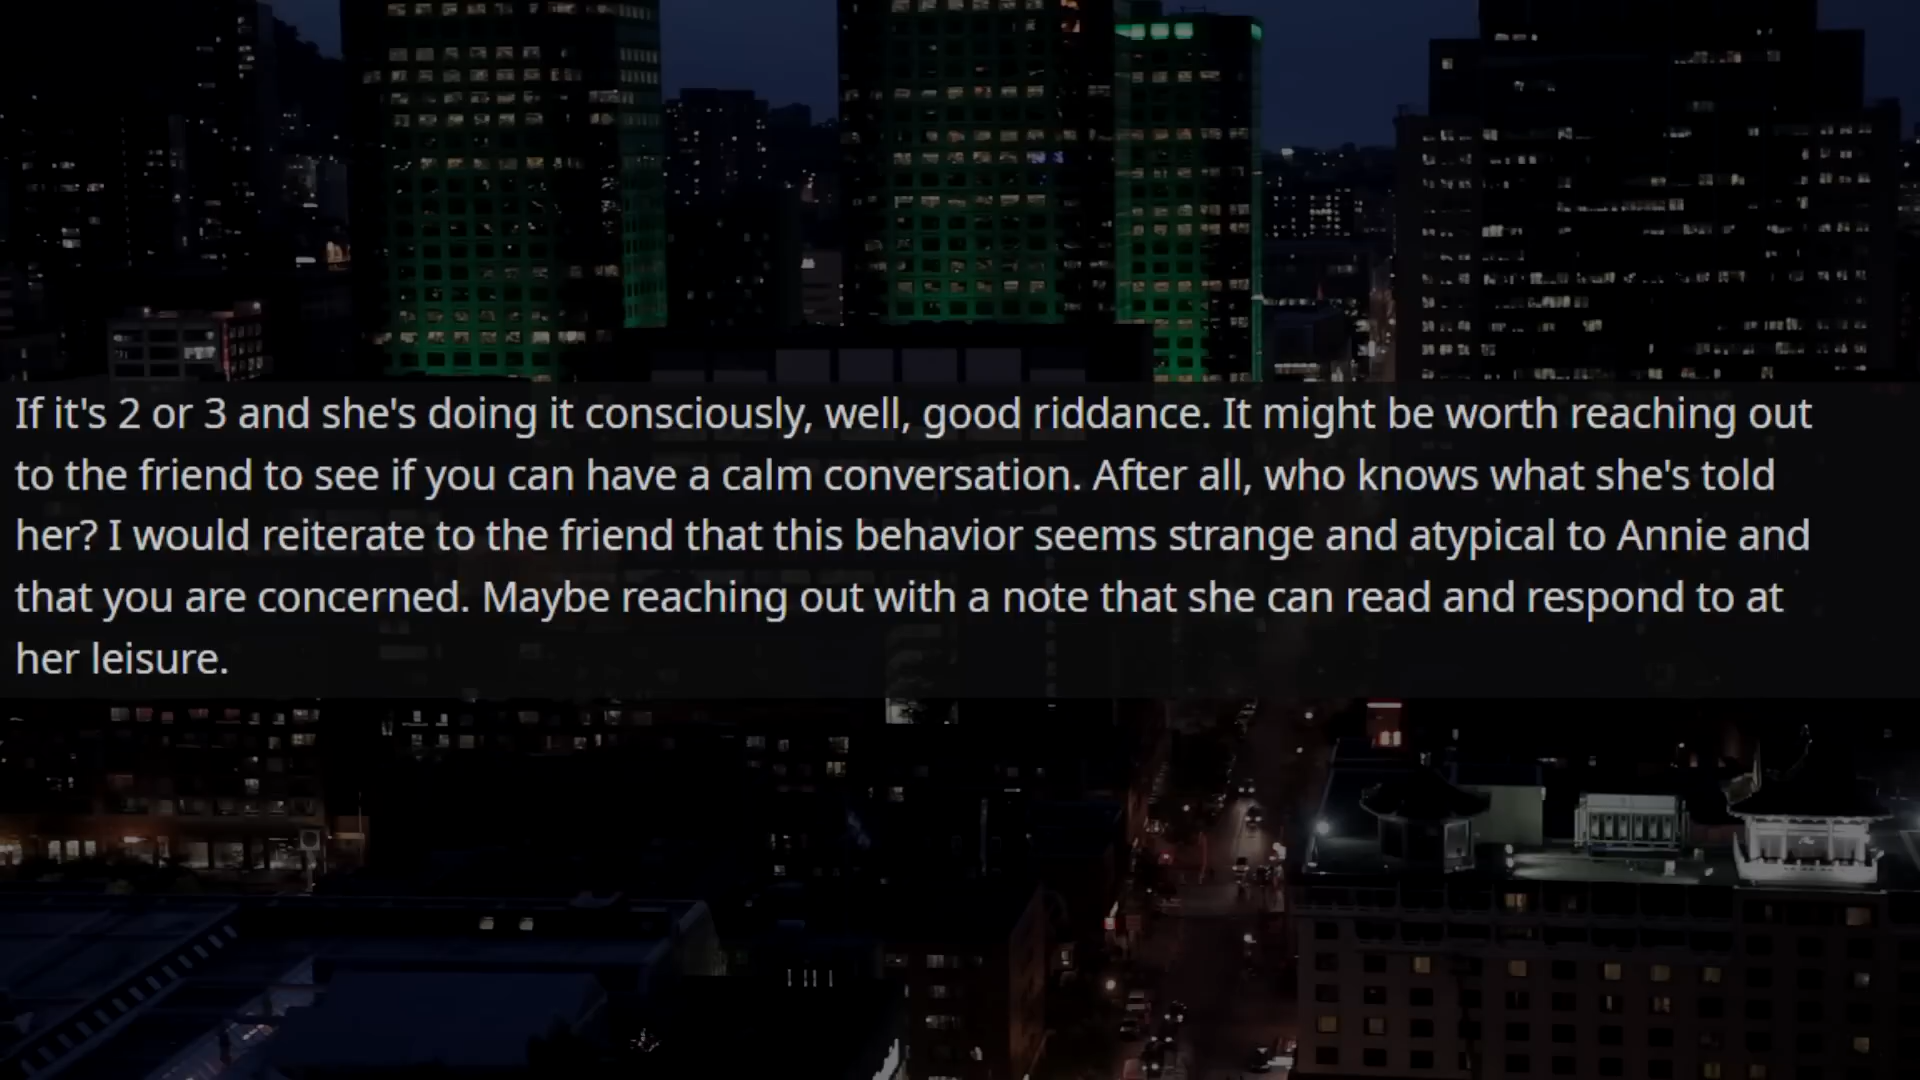 If it's 2 or 3 and she's doing it consciously, well, good riddance. It might be worth reaching out
to the friend to see if you can have a calm conversation. After all, who knows what she's told
her? I would reiterate to the friend that this behavior seems strange and atypical to Annie and
that you are concerned. Maybe reaching out with a note that she can read and respond to at
her leisure.